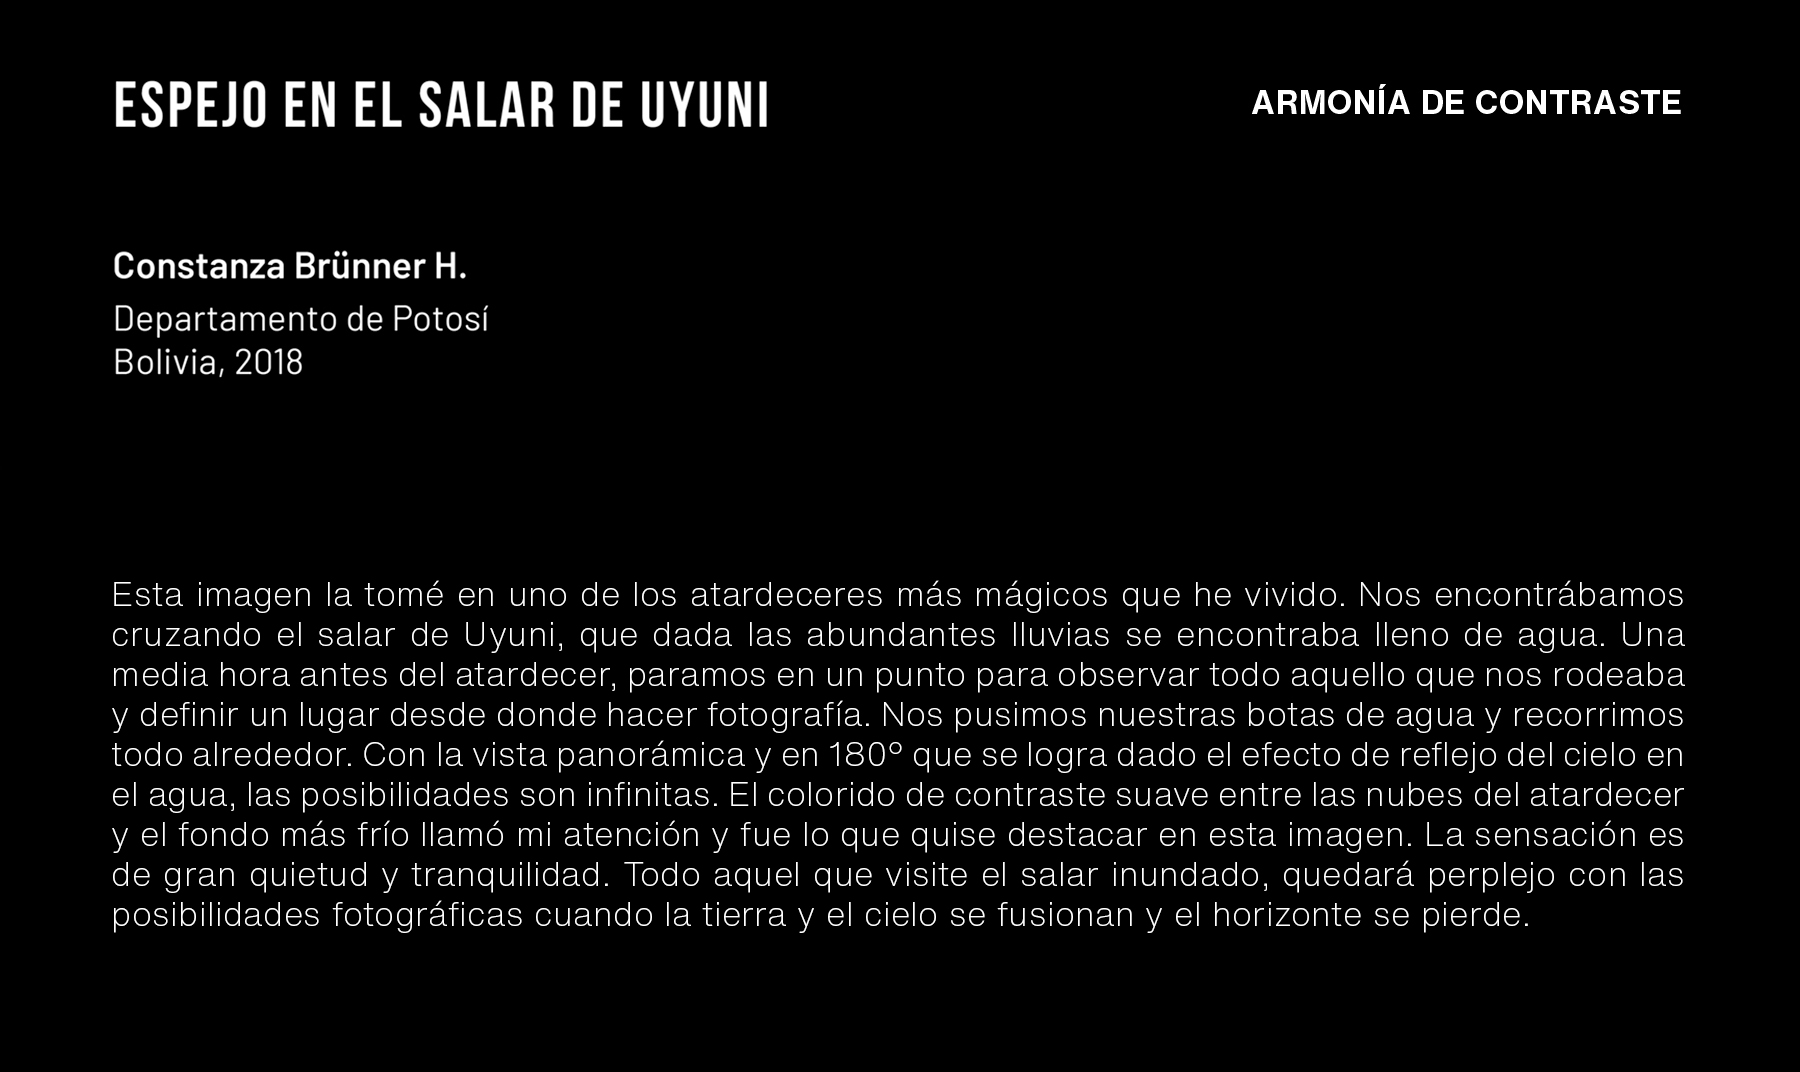 ESPEJO EN EL SALAR DE UYUNI
ARMONÍA DE CONTRASTE
Constanza Brünner H.
Departamento de Potosí
Bolivia, 2018
Esta imagen la tomé en uno de los atardeceres más mágicos que he vivido. Nos encontrábamos
cruzando el salar de Uyuni, que dada las abundantes lluvias se encontraba lleno de agua. Una
media hora antes del atardecer, paramos en un punto para observar todo aquello que nos rodeaba
y definir un lugar desde donde hacer fotografía. Nos pusimos nuestras botas de agua y recorrimos
todo alrededor. Con la vista panorámica y en 180° que se logra dado el efecto de reflejo del cielo en
el agua, las posibilidades son infinitas. El colorido de contraste suave entre las nubes del atardecer
y el fondo más frío llamó mi atención y fue lo que quise destacar en esta imagen. La sensación es
de gran quietud y tranquilidad. Todo aquel que visite el salar inundado, quedará perplejo con las
posibilidades fotográficas cuando la tierra y el cielo se fusionan y el horizonte se pierde.